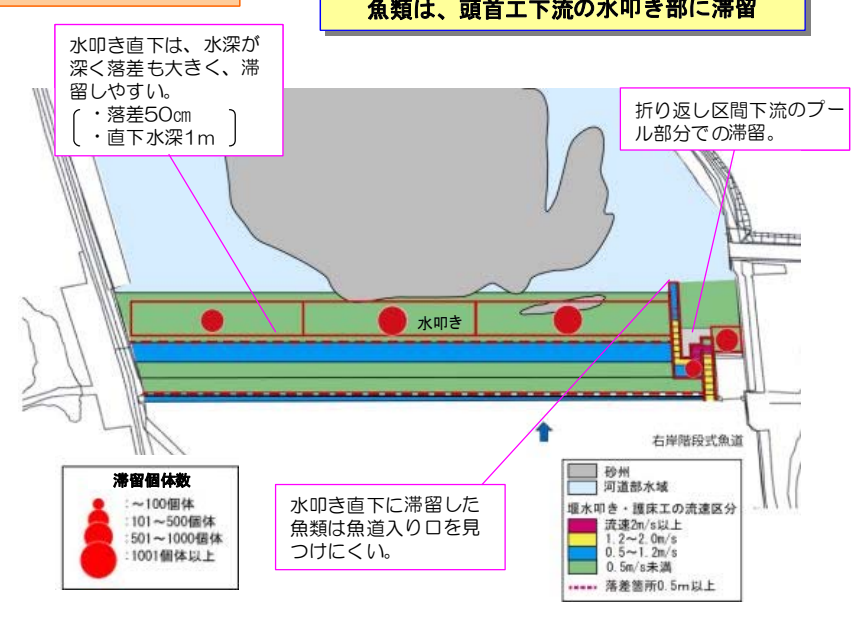 魚類は、頭首工下流の水叩き部に滞留
水叩き直下は、水深が
深く落差も大きく、滞
留しやすい。
・落差50㎝
・直下水深1m
折り返し区間下流のプー
ル部分での滞留。
水叩き
右岸階段式魚道
滞留個体数
:～100個体
:101～500個体
:501～1000個体
:1001個体以上
水叩き直下に滞留した
魚類は魚道入り口を見
つけにくい。
砂州
河道部水域
堰水叩き・護床工の流速区分
流速2m/s以上
1.2～2.0m/s
0.5～1.2m/s
0.5m/s未満
落差箇所0.5m以上